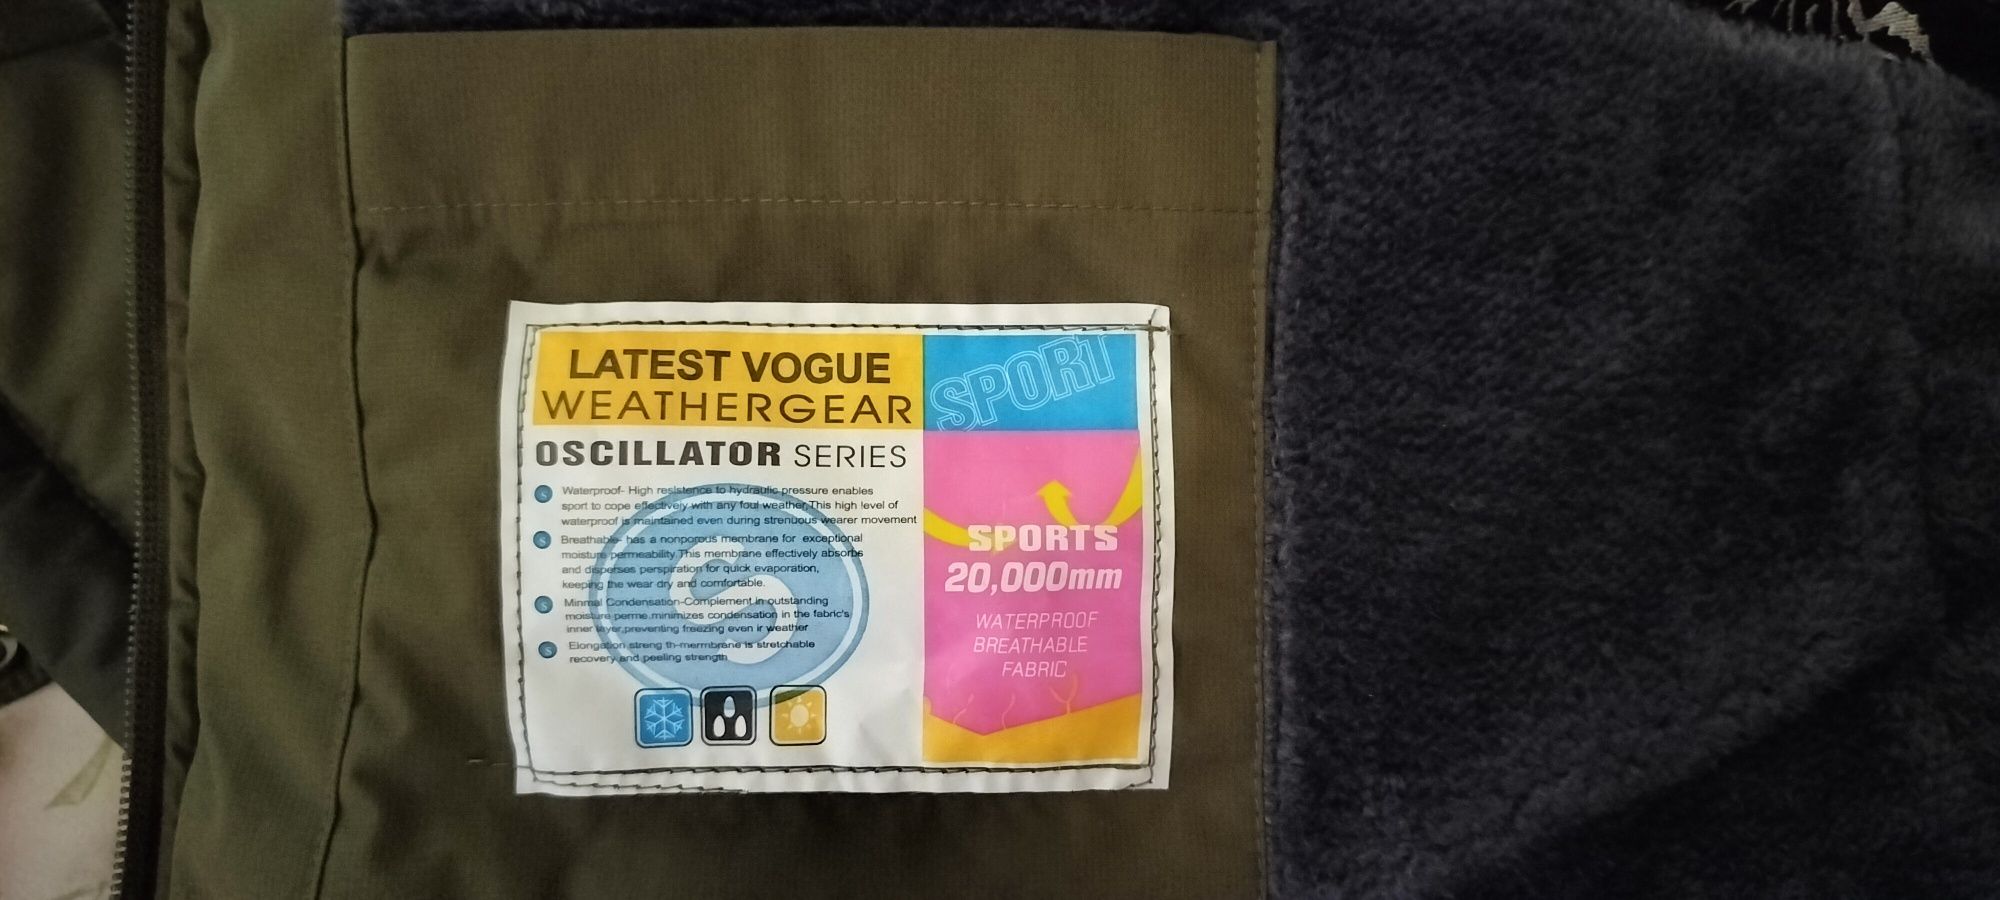 LATEST VOGUE
WEATHERGEAR
OSCILLATOR SERIES
Waterproof- High resistence to hydraulic pressure enables
sport to cope effectively with any foul weather,This high level of
waterproof is maintained even during strenuous wearer movement
Breathable- has a nonporous membrane for exceptional
moisture permeability.This membrane effectively absorbs
and disperses perspiration for quick evaporation,
keeping the wear dry and comfortable.
Minmal Condensation-Complement in outstanding
moisture perme.minimizes condensation in the fabric's
inner layer,preventing freezing even ir weather
Elongation streng th-mermbrane is stretchable
recovery and peeling strength
SPORT
SPORTS
20,000mm
WATERPROOF
BREATHABLE
FABRIC